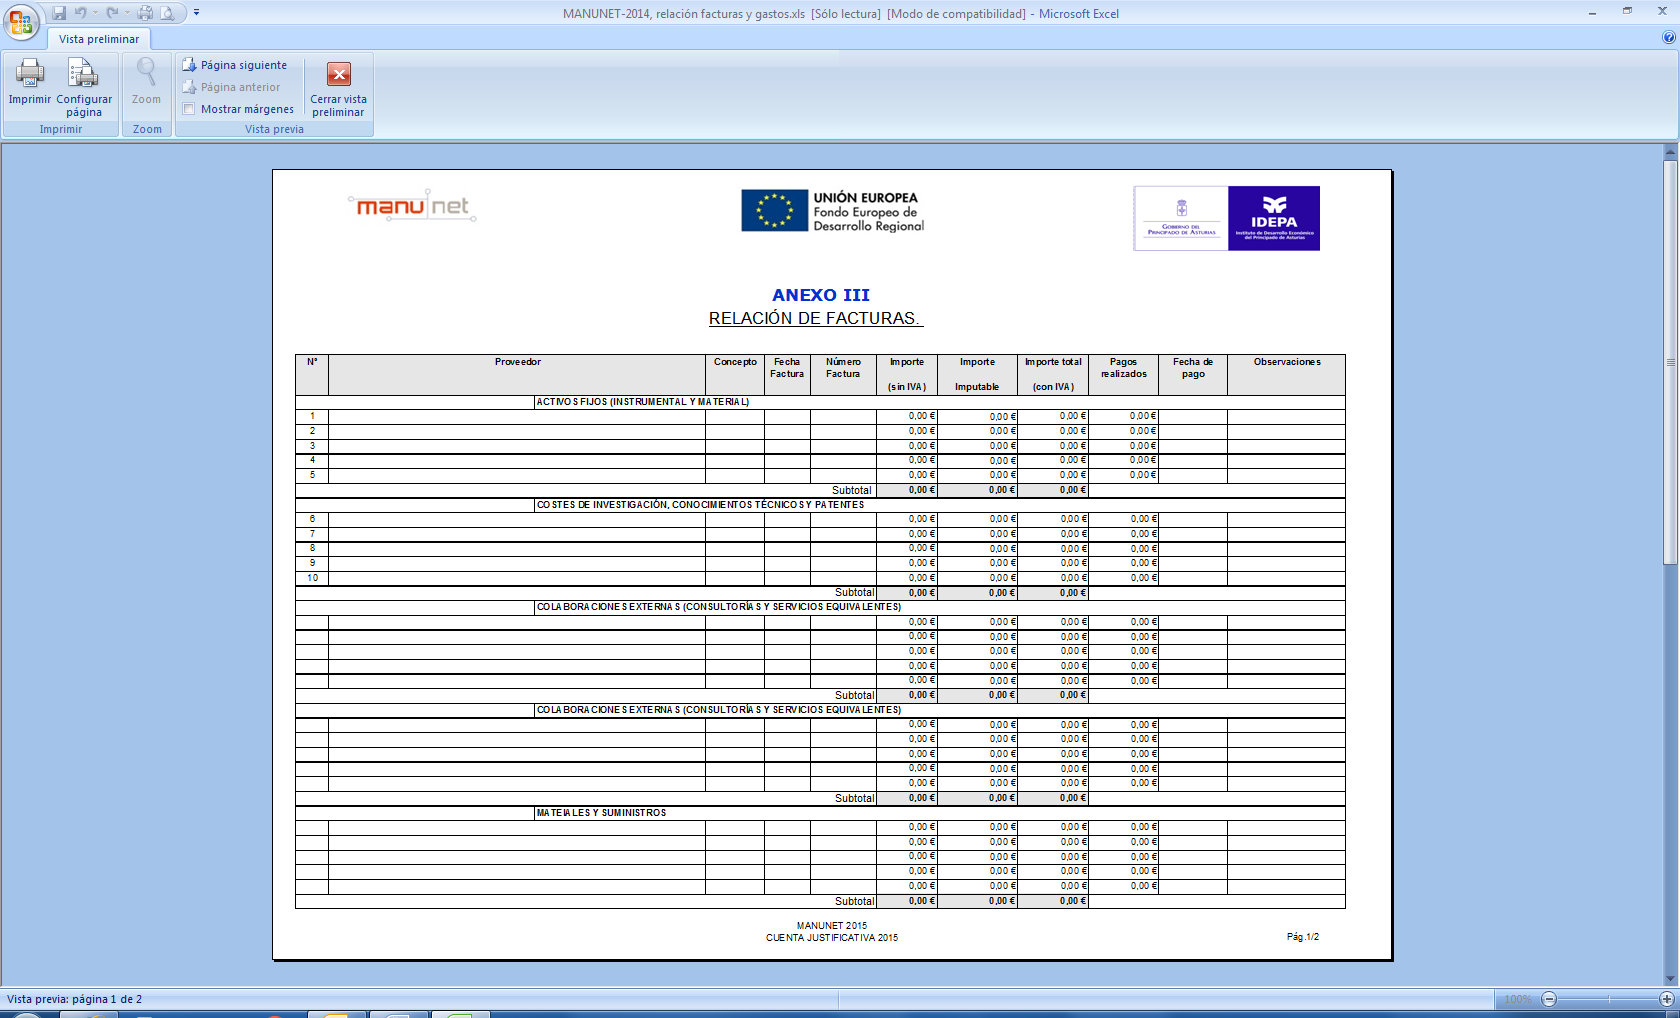 MANUNET-2014, relación facturas y gastos.xls [Sólo lectura] [Modo de compatibilidad] - Microsoft Excel
Vista preliminar
Imprimir
Configurar página
Imprimir
Zoom
Zoom
Página siguiente
Página anterior
Mostrar márgenes
Cerrar vista preliminar
Vista previa
manunet
UNIÓN EUROPEA
Fondo Europeo de
Desarrollo Regional
GOBIERNO DEL
PRINCIPADO DE ASTURIAS
IDEPA
Instituto de Desarrollo Económico
del Principado de Asturias
ANEXO III
RELACIÓN DE FACTURAS.
Nº Proveedor Concepto Fecha Factura Número Factura Importe (sin IVA) Importe Imputable Importe total (con IVA) Pagos realizados Fecha de pago Observaciones
ACTIVOS FIJOS (INSTRUMENTAL Y MATERIAL)
1 0,00 € 0,00 € 0,00 € 0,00 €
2 0,00 € 0,00 € 0,00 € 0,00 €
3 0,00 € 0,00 € 0,00 € 0,00 €
4 0,00 € 0,00 € 0,00 € 0,00 €
5 0,00 € 0,00 € 0,00 € 0,00 €
Subtotal 0,00 € 0,00 € 0,00 €
COSTES DE INVESTIGACIÓN, CONOCIMIENTOS TÉCNICOS Y PATENTES
6 0,00 € 0,00 € 0,00 € 0,00 €
7 0,00 € 0,00 € 0,00 € 0,00 €
8 0,00 € 0,00 € 0,00 € 0,00 €
9 0,00 € 0,00 € 0,00 € 0,00 €
10 0,00 € 0,00 € 0,00 € 0,00 €
Subtotal 0,00 € 0,00 € 0,00 €
COLABORACIONES EXTERNAS (CONSULTORÍAS Y SERVICIOS EQUIVALENTES)
0,00 € 0,00 € 0,00 € 0,00 €
0,00 € 0,00 € 0,00 € 0,00 €
0,00 € 0,00 € 0,00 € 0,00 €
0,00 € 0,00 € 0,00 € 0,00 €
0,00 € 0,00 € 0,00 € 0,00 €
Subtotal 0,00 € 0,00 € 0,00 €
COLABORACIONES EXTERNAS (CONSULTORÍAS Y SERVICIOS EQUIVALENTES)
0,00 € 0,00 € 0,00 € 0,00 €
0,00 € 0,00 € 0,00 € 0,00 €
0,00 € 0,00 € 0,00 € 0,00 €
0,00 € 0,00 € 0,00 € 0,00 €
0,00 € 0,00 € 0,00 € 0,00 €
Subtotal 0,00 € 0,00 € 0,00 €
MATEIALES Y SUMINISTROS
0,00 € 0,00 € 0,00 € 0,00 €
0,00 € 0,00 € 0,00 € 0,00 €
0,00 € 0,00 € 0,00 € 0,00 €
0,00 € 0,00 € 0,00 € 0,00 €
0,00 € 0,00 € 0,00 € 0,00 €
Subtotal 0,00 € 0,00 € 0,00 €
MANUNET 2015
CUENTA JUSTIFICATIVA 2015
Pág.1/2
Vista previa: página 1 de 2
100%